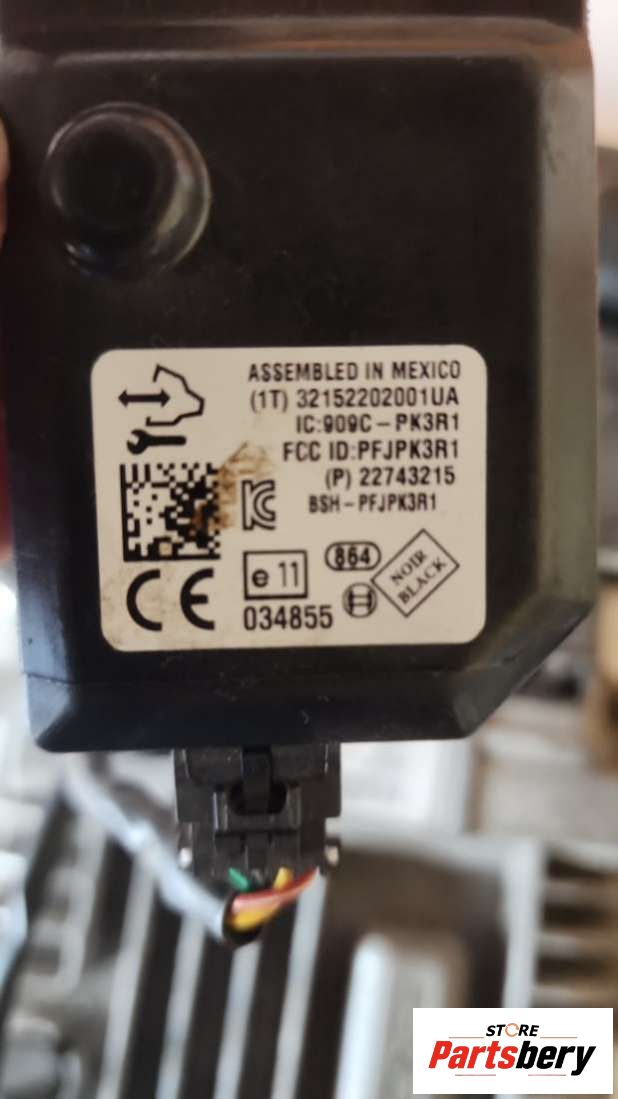 ASSEMBLED IN MEXICO
(1T) 32152202001UA
IC:909C-PK3R1
FCC ID:PFJPK3R1
(P) 22743215
BSH-PFJPK3R1
KC
CE
e 11
034855
864
NOIR
BLACK
STORE
Partsbery